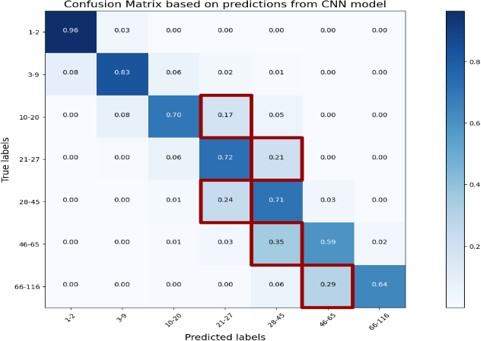 Confusion Matrix based on predictions from CNN model
1-2 0.96 0.03 0.00 0.00 0.00 0.00 0.00
3-9 0.08 0.83 0.06 0.02 0.01 0.00 0.00
10-20 0.00 0.08 0.70 0.17 0.05 0.00 0.00
21-27 0.00 0.00 0.06 0.72 0.21 0.00 0.00
28-45 0.00 0.00 0.01 0.24 0.71 0.03 0.00
46-65 0.00 0.00 0.01 0.03 0.35 0.59 0.02
66-116 0.00 0.00 0.00 0.00 0.06 0.29 0.64
1-2 3-9 10-20 21-27 28-45 46-65 66-116
Predicted labels
True labels
0.8
0.6
0.4
0.2